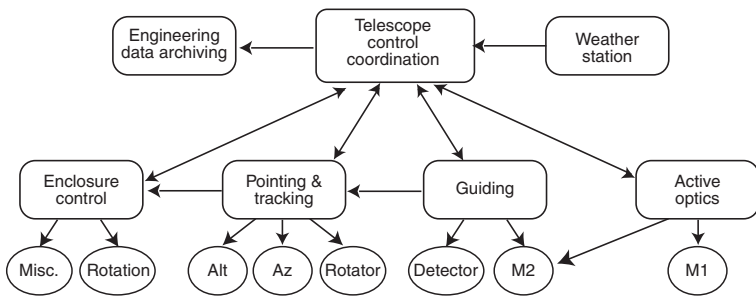 Engineering
data archiving
Telescope
control
coordination
Weather
station
Enclosure
control
Pointing &
tracking
Guiding
Active
optics
Misc.
Rotation
Alt
Az
Rotator
Detector
M2
M1